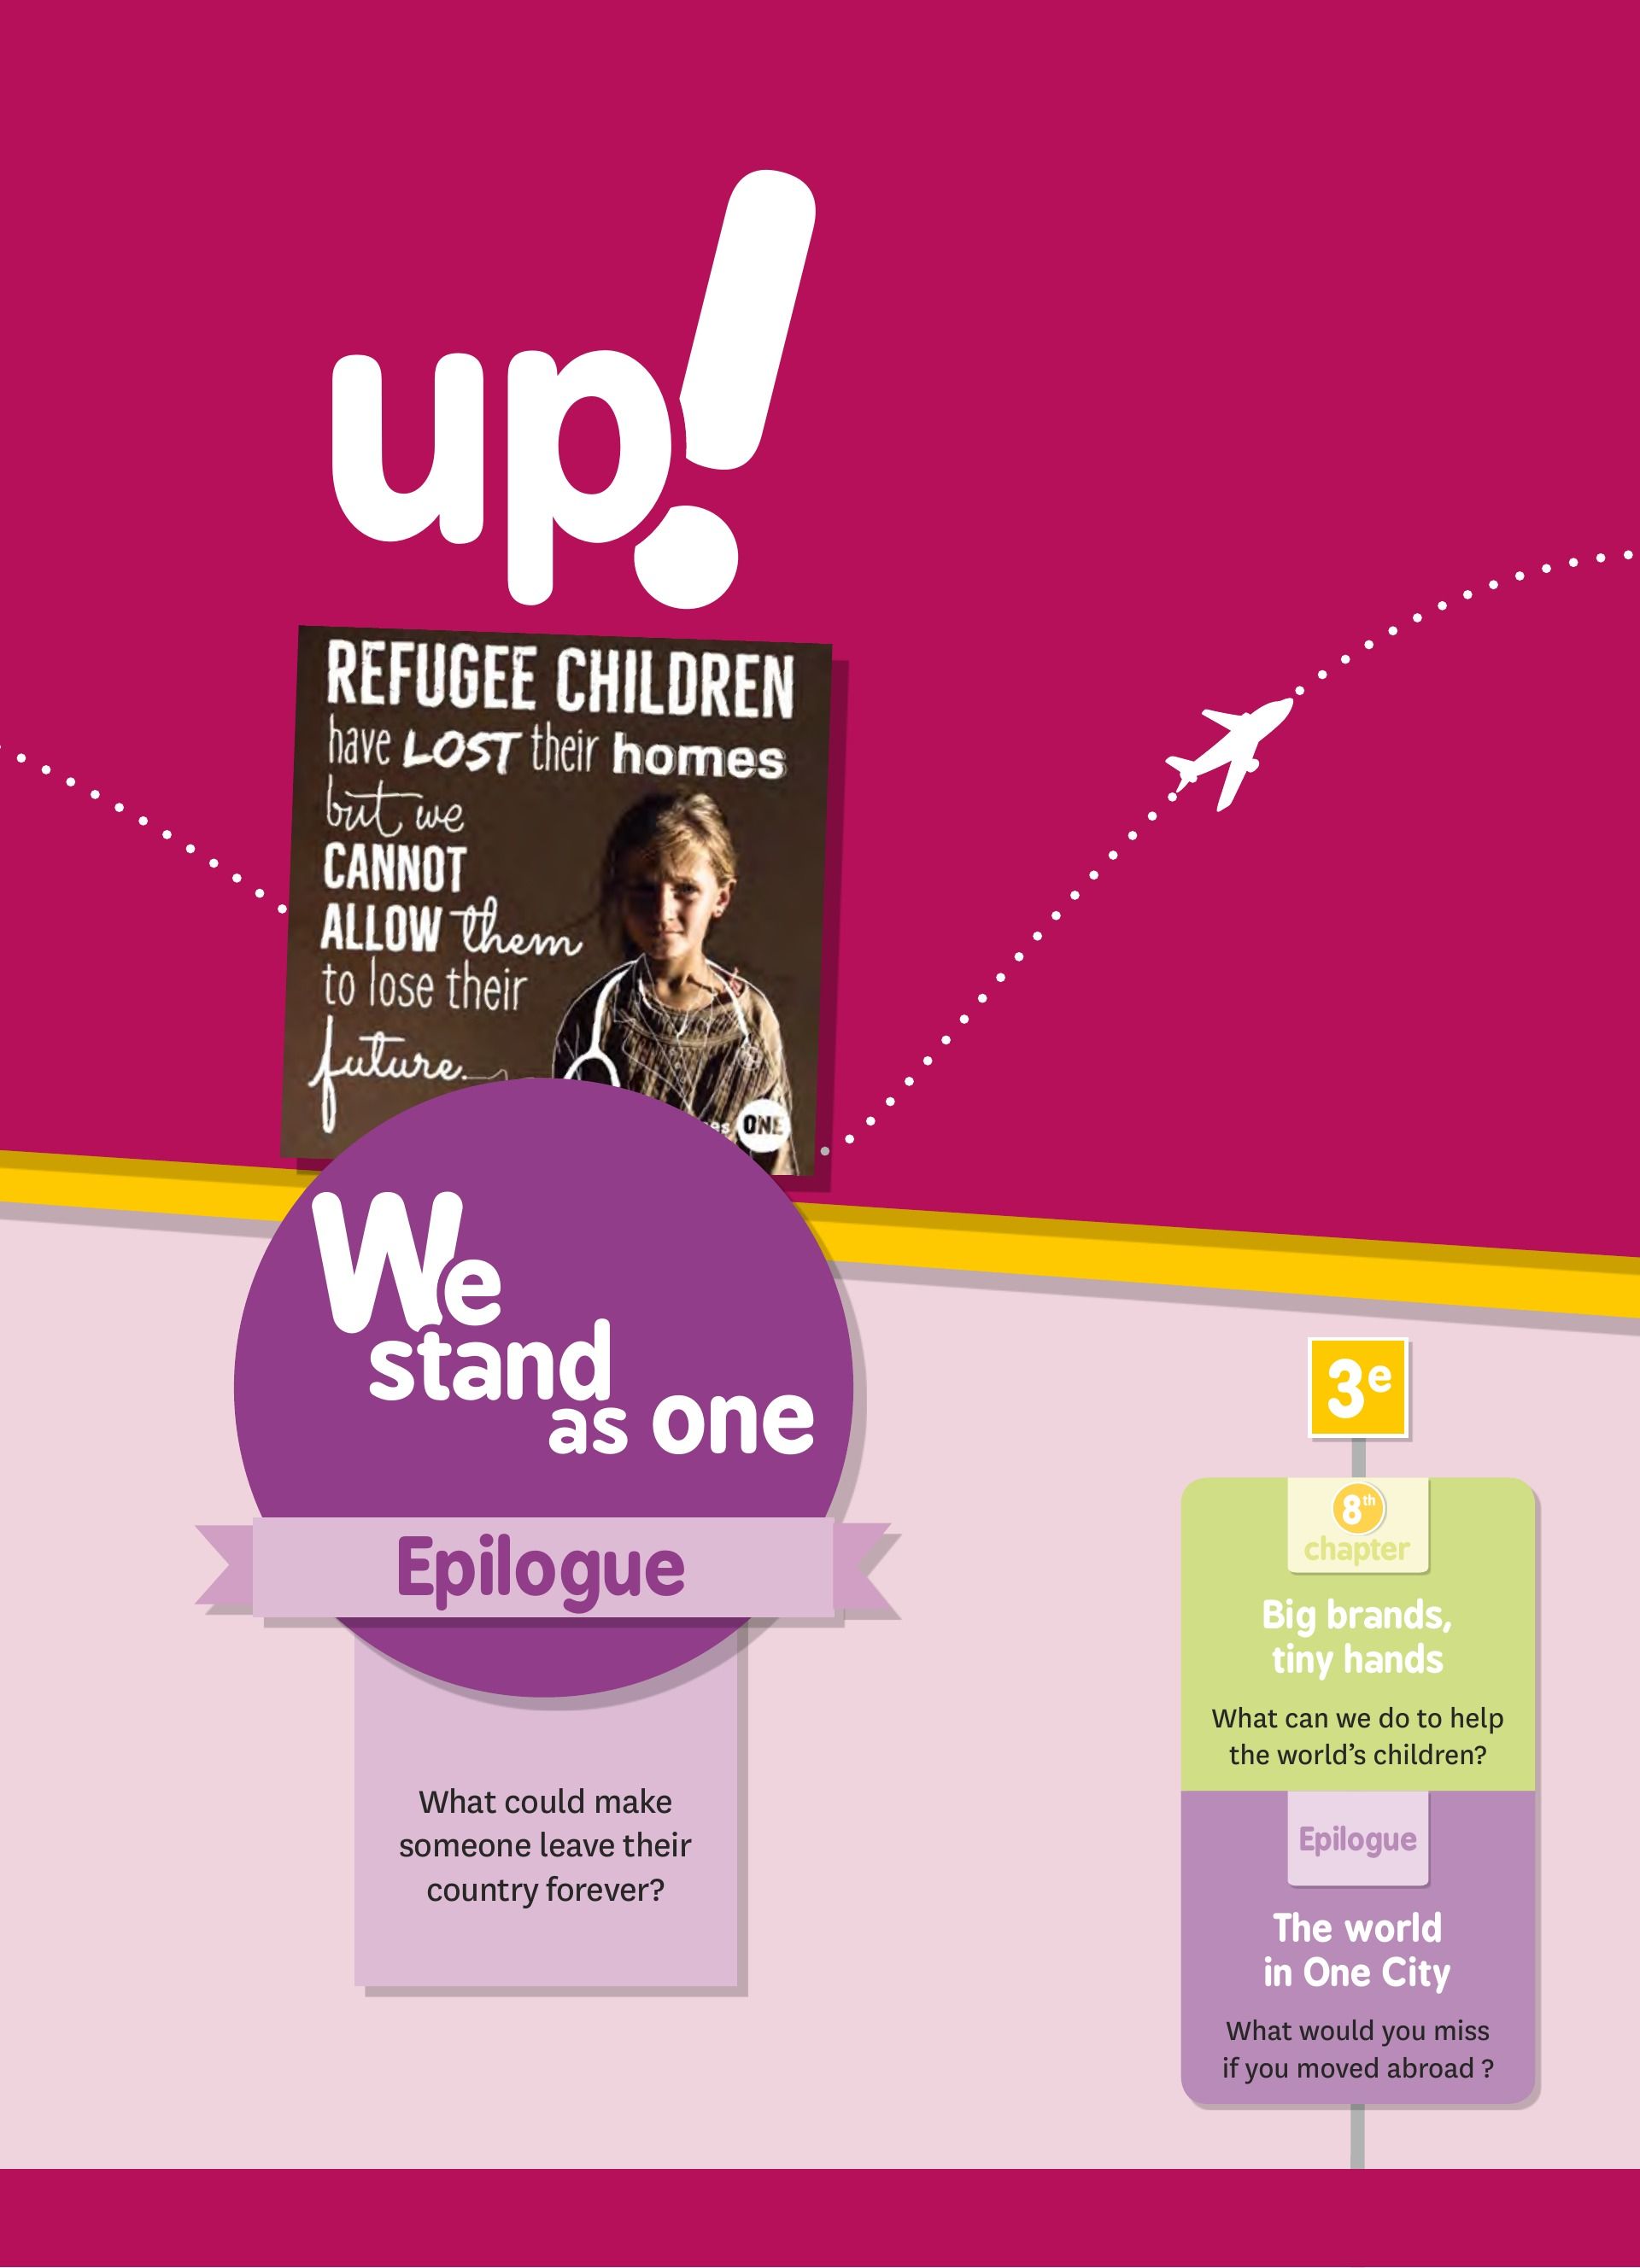 up!
REFUGEE CHILDREN
have LOST their homes
but we
CANNOT
ALLOW them
to lose their
future.
ONE
We
stand
as one
Epilogue
What could make
someone leave their
country forever?
3e
8th
chapter
Big brands,
tiny hands
What can we do to help
the world's children?
Epilogue
The world
in One City
What would you miss
if you moved abroad ?